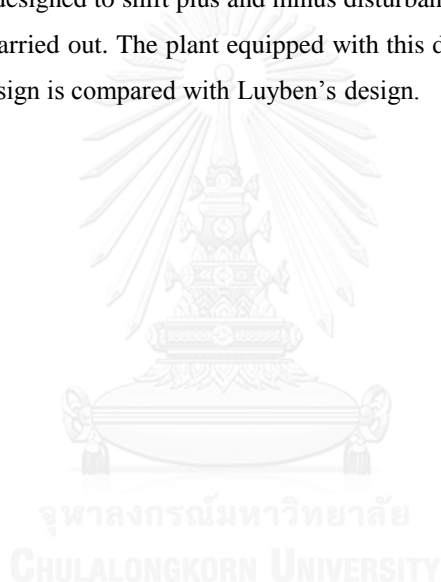 designed to shift plus and minus disturban
arried out. The plant equipped with this d
sign is compared with Luyben's design.
จุฬาลงกรณ์มหาวิทยาลัย
CHULALONGKORN UNIVERSITY